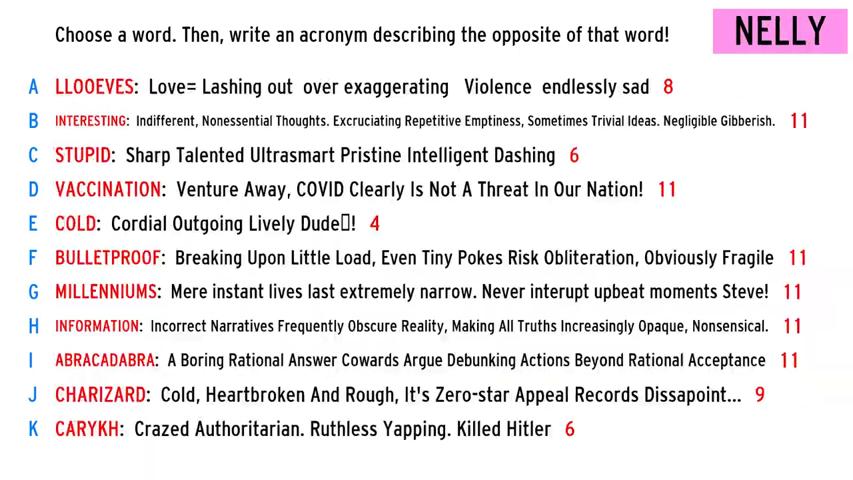 Choose a word. Then, write an acronym describing the opposite of that word!
NELLY
A LLOOEVES: Love= Lashing out over exaggerating Violence endlessly sad 8
B INTERESTING: Indifferent, Nonessential Thoughts. Excruciating Repetitive Emptiness, Sometimes Trivial Ideas. Negligible Gibberish. 11
C STUPID: Sharp Talented Ultrasmart Pristine Intelligent Dashing 6
D VACCINATION: Venture Away, COVID Clearly Is Not A Threat In Our Nation! 11
E COLD: Cordial Outgoing Lively Dude▯! 4
F BULLETPROOF: Breaking Upon Little Load, Even Tiny Pokes Risk Obliteration, Obviously Fragile 11
G MILLENNIUMS: Mere instant lives last extremely narrow. Never interupt upbeat moments Steve! 11
H INFORMATION: Incorrect Narratives Frequently Obscure Reality, Making All Truths Increasingly Opaque, Nonsensical. 11
I ABRACADABRA: A Boring Rational Answer Cowards Argue Debunking Actions Beyond Rational Acceptance 11
J CHARIZARD: Cold, Heartbroken And Rough, It's Zero-star Appeal Records Dissapoint... 9
K CARYKH: Crazed Authoritarian. Ruthless Yapping. Killed Hitler 6